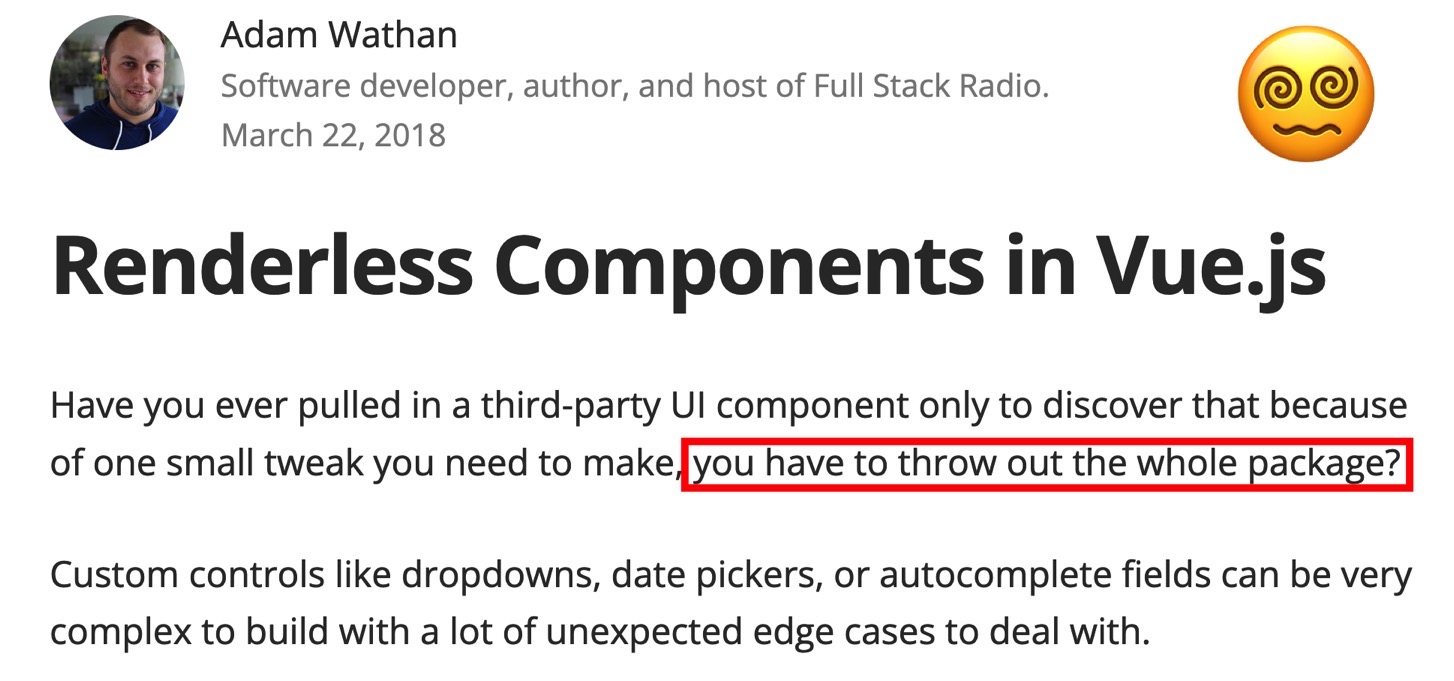 Adam Wathan
Software developer, author, and host of Full Stack Radio.
March 22, 2018
Renderless Components in Vue.js
Have you ever pulled in a third-party UI component only to discover that because
of one small tweak you need to make, you have to throw out the whole package?
Custom controls like dropdowns, date pickers, or autocomplete fields can be very
complex to build with a lot of unexpected edge cases to deal with.